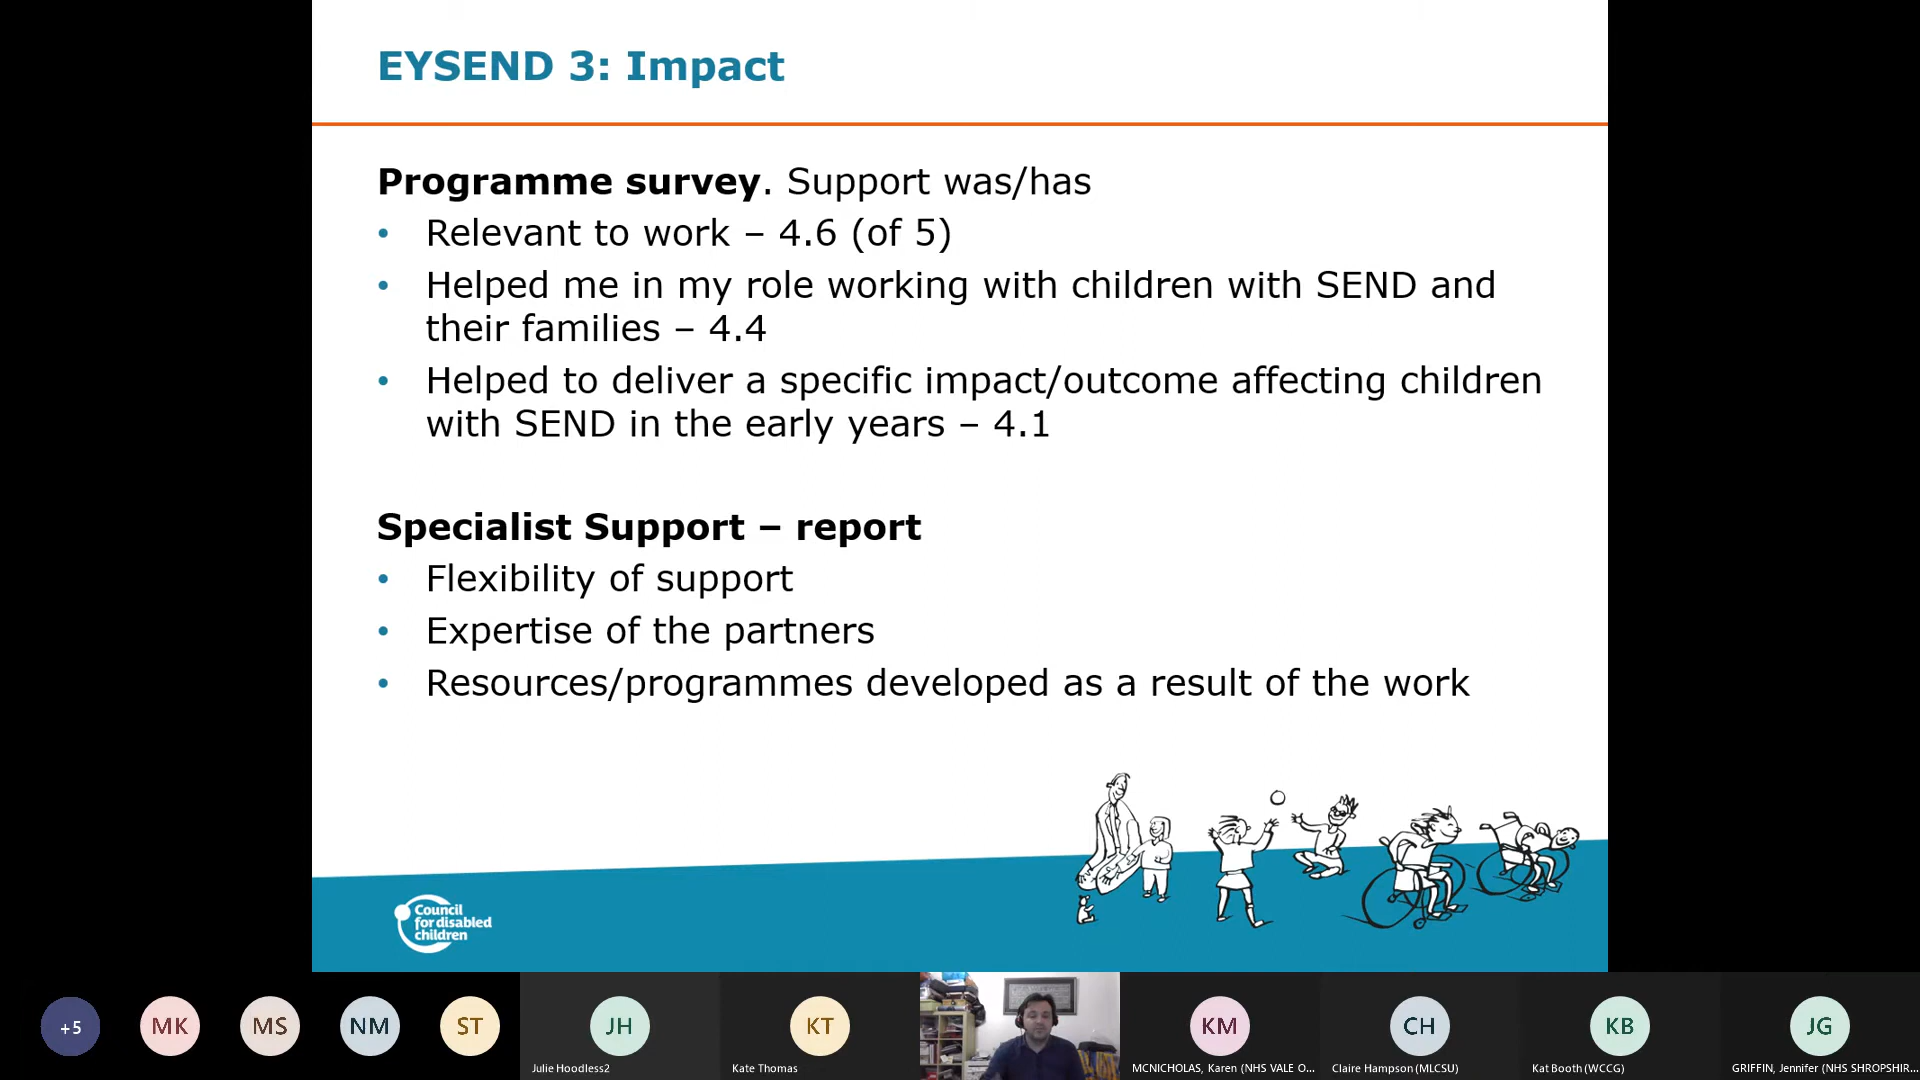 EYSEND 3: Impact
Programme survey. Support was/has
• Relevant to work – 4.6 (of 5)
• Helped me in my role working with children with SEND and
their families – 4.4
• Helped to deliver a specific impact/outcome affecting children
with SEND in the early years – 4.1
Specialist Support – report
• Flexibility of support
• Expertise of the partners
• Resources/programmes developed as a result of the work
Council
for disabled
children
+5
MK
MS
NM
ST
JH
KT
KM
CH
KB
JG
Julie Hoodless2
Kate Thomas
MCNICHOLAS, Karen (NHS VALE O...
Claire Hampson (MLCSU)
Kat Booth (WCCG)
GRIFFIN, Jennifer (NHS SHROPSHIR...